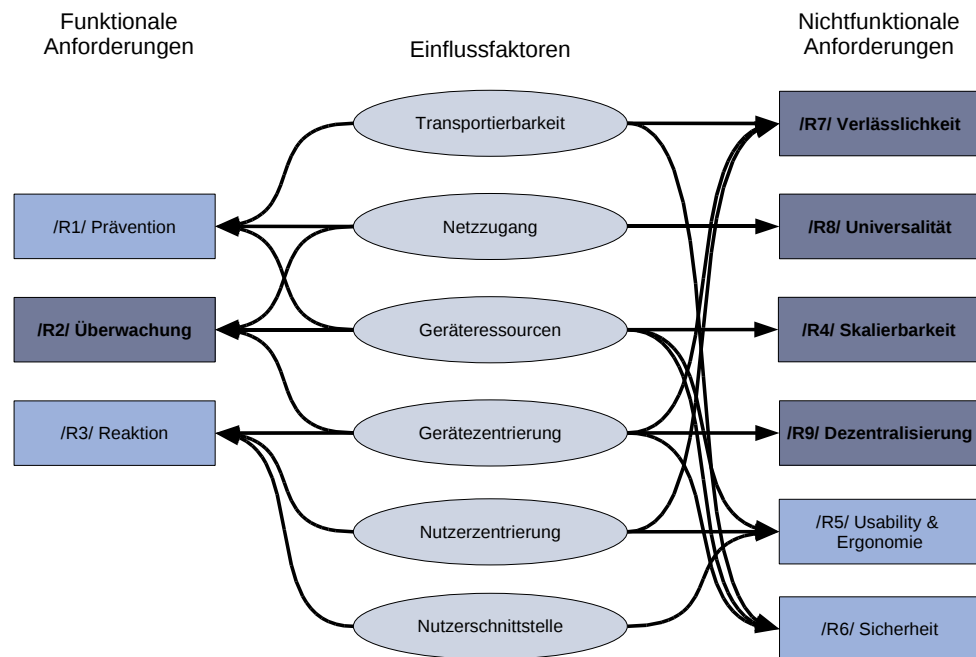 Funktionale
Anforderungen
Einflussfaktoren
Nichtfunktionale
Anforderungen
Transportierbarkeit
/R7/ Verlässlichkeit
/R1/ Prävention
Netzzugang
/R8/ Universalität
/R2/ Überwachung
Geräteressourcen
/R4/ Skalierbarkeit
/R3/ Reaktion
Gerätezentrierung
/R9/ Dezentralisierung
Nutzerzentrierung
/R5/ Usability &
Ergonomie
Nutzerschnittstelle
/R6/ Sicherheit